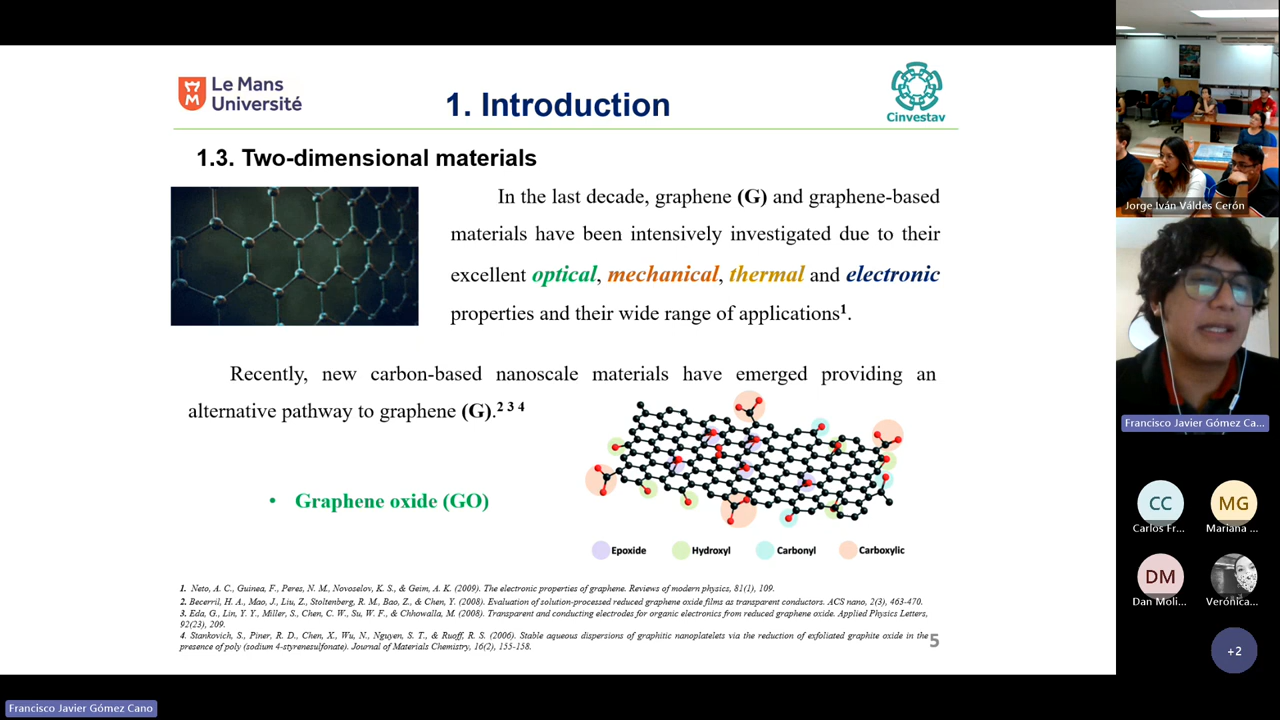 Le Mans
Université
1. Introduction
Cinvestav
1.3. Two-dimensional materials
In the last decade, graphene (G) and graphene-based
materials have been intensively investigated due to their
excellent optical, mechanical, thermal and electronic
properties and their wide range of applications¹.
Recently, new carbon-based nanoscale materials have emerged providing an
alternative pathway to graphene (G).² ³ ⁴
• Graphene oxide (GO)
Epoxide Hydroxyl Carbonyl Carboxylic
1. Neto, A. C., Guinea, F., Peres, N. M., Novoselov, K. S., & Geim, A. K. (2009). The electronic properties of graphene. Reviews of modern physics, 81(1), 109.
2. Becerril, H. A., Mao, J., Liu, Z., Stoltenberg, R. M., Bao, Z., & Chen, Y. (2008). Evaluation of solution-processed reduced graphene oxide films as transparent conductors. ACS nano, 2(3), 463-470.
3. Eda, G., Lin, Y. Y., Miller, S., Chen, C. W., Su, W. F., & Chhowalla, M. (2008). Transparent and conducting electrodes for organic electronics from reduced graphene oxide. Applied Physics Letters,
92(23), 209.
4. Stankovich, S., Piner, R. D., Chen, X., Wu, N., Nguyen, S. T., & Ruoff, R. S. (2006). Stable aqueous dispersions of graphitic nanoplatelets via the reduction of exfoliated graphite oxide in the
presence of poly (sodium 4-styrenesulfonate). Journal of Materials Chemistry, 16(2), 155-158.
5
Jorge Iván Váldes Cerón
Francisco Javier Gómez Ca...
CC
MG
Carlos Fr...
Mariana ...
DM
Dan Moli...
Verónica...
+2
Francisco Javier Gómez Cano